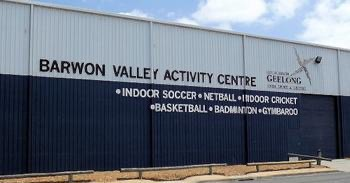 BARWON VALLEY ACTIVITY CENTRE
GEELONG
•INDOOR SOCCER •NETBALL •INDOOR CRICKET
•BASKETBALL •BADMINTON •GYMBAROO